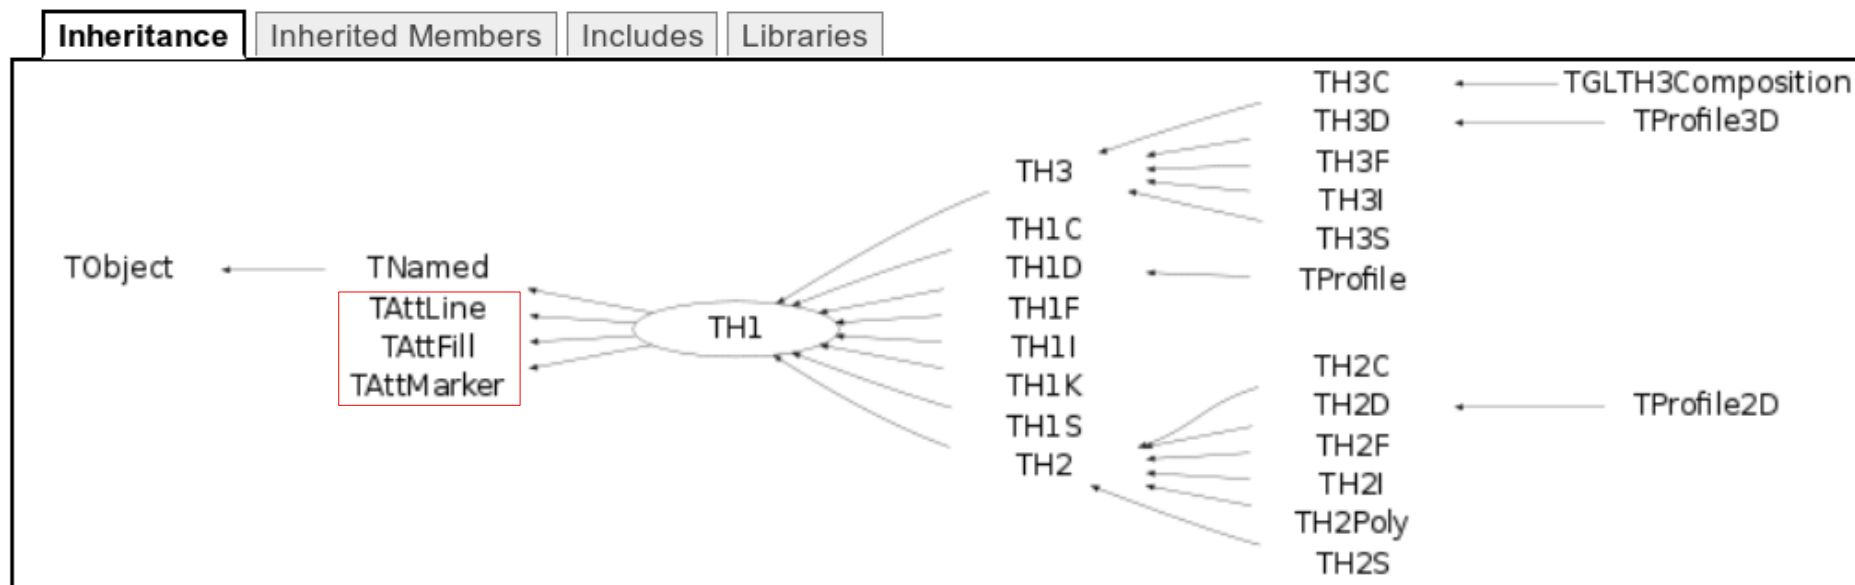 Inheritance Inherited Members Includes Libraries
TH3C TGLTH3Composition
TH3D TProfile3D
TH3F
TH3
TH3I
TH1C
TH3S
TObject TNamed TH1D TProfile
TAttLine TH1F
TH1
TAttFill TH1I
TH2C
TAttMarker TH1K
TH2D TProfile2D
TH1S
TH2F
TH2
TH2I
TH2Poly
TH2S